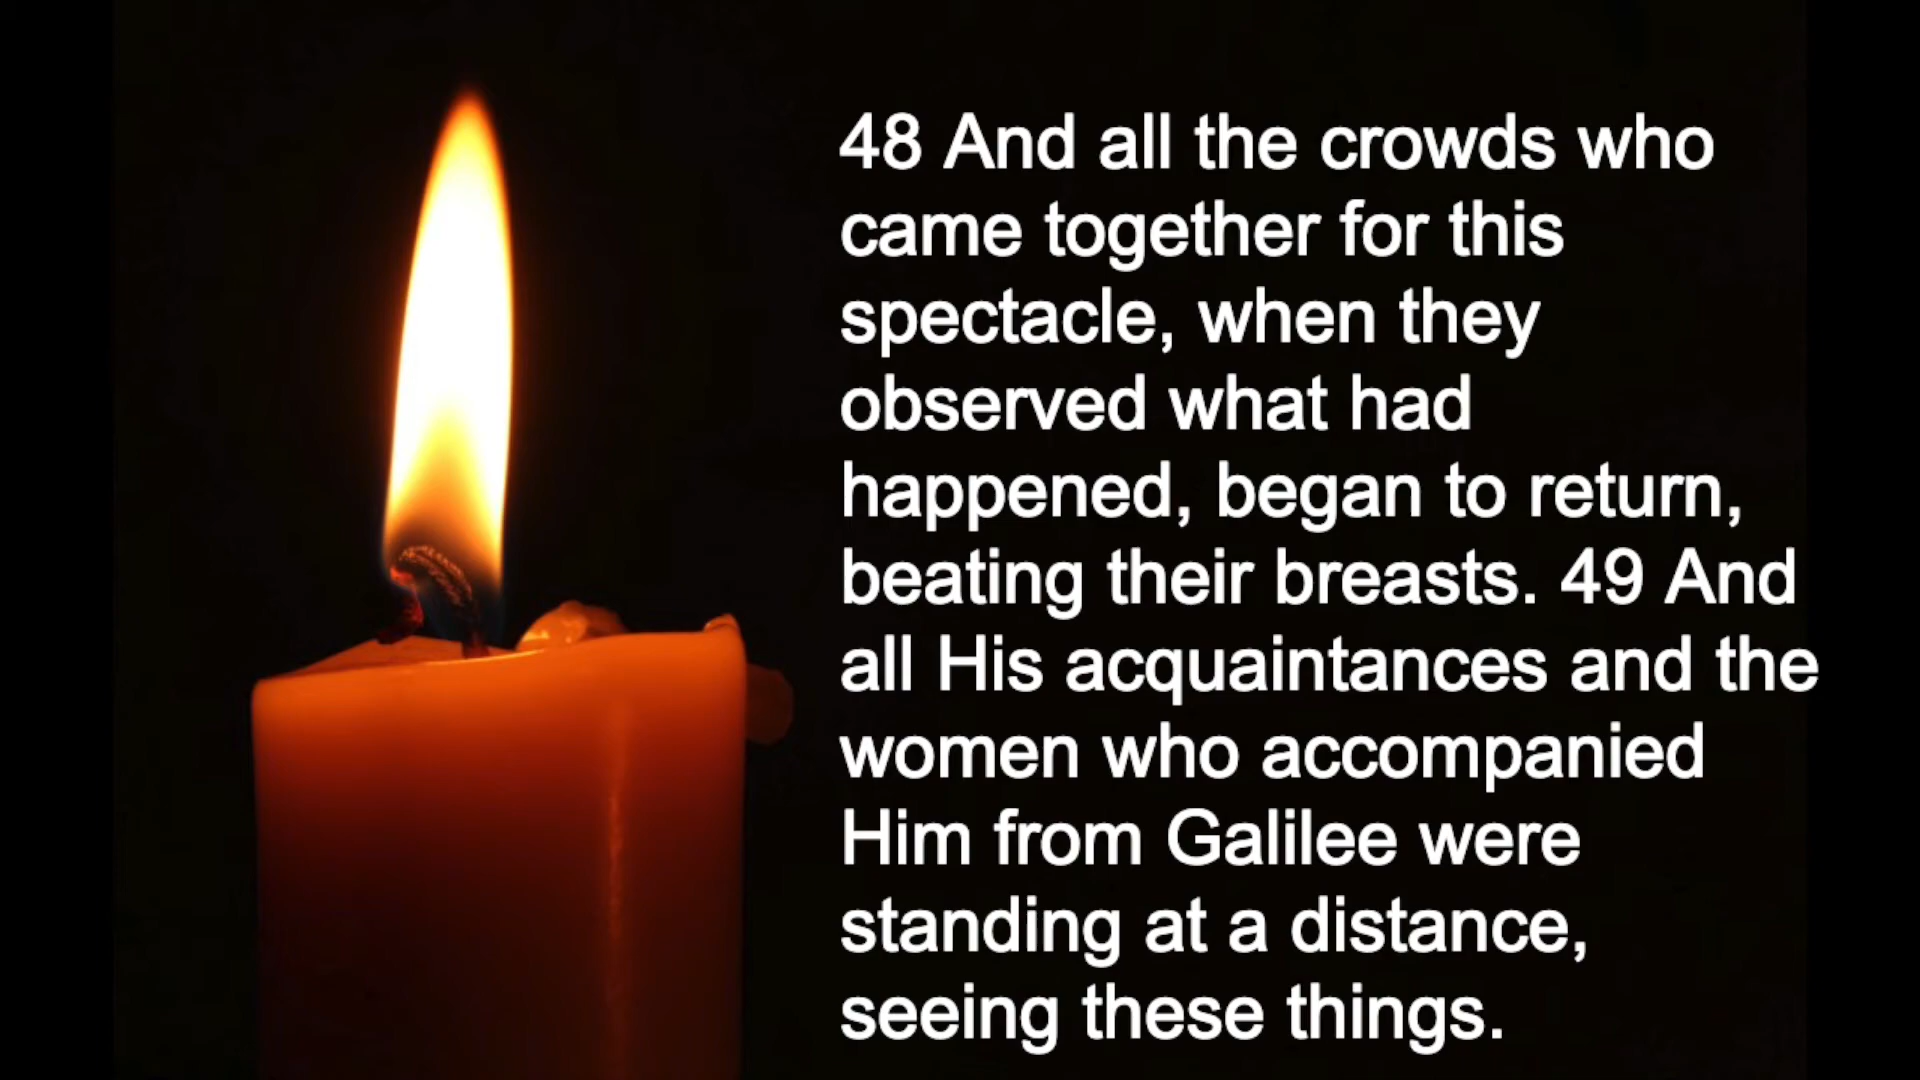 48 And all the crowds who
came together for this
spectacle, when they
observed what had
happened, began to return,
beating their breasts. 49 And
all His acquaintances and the
women who accompanied
Him from Galilee were
standing at a distance,
seeing these things.